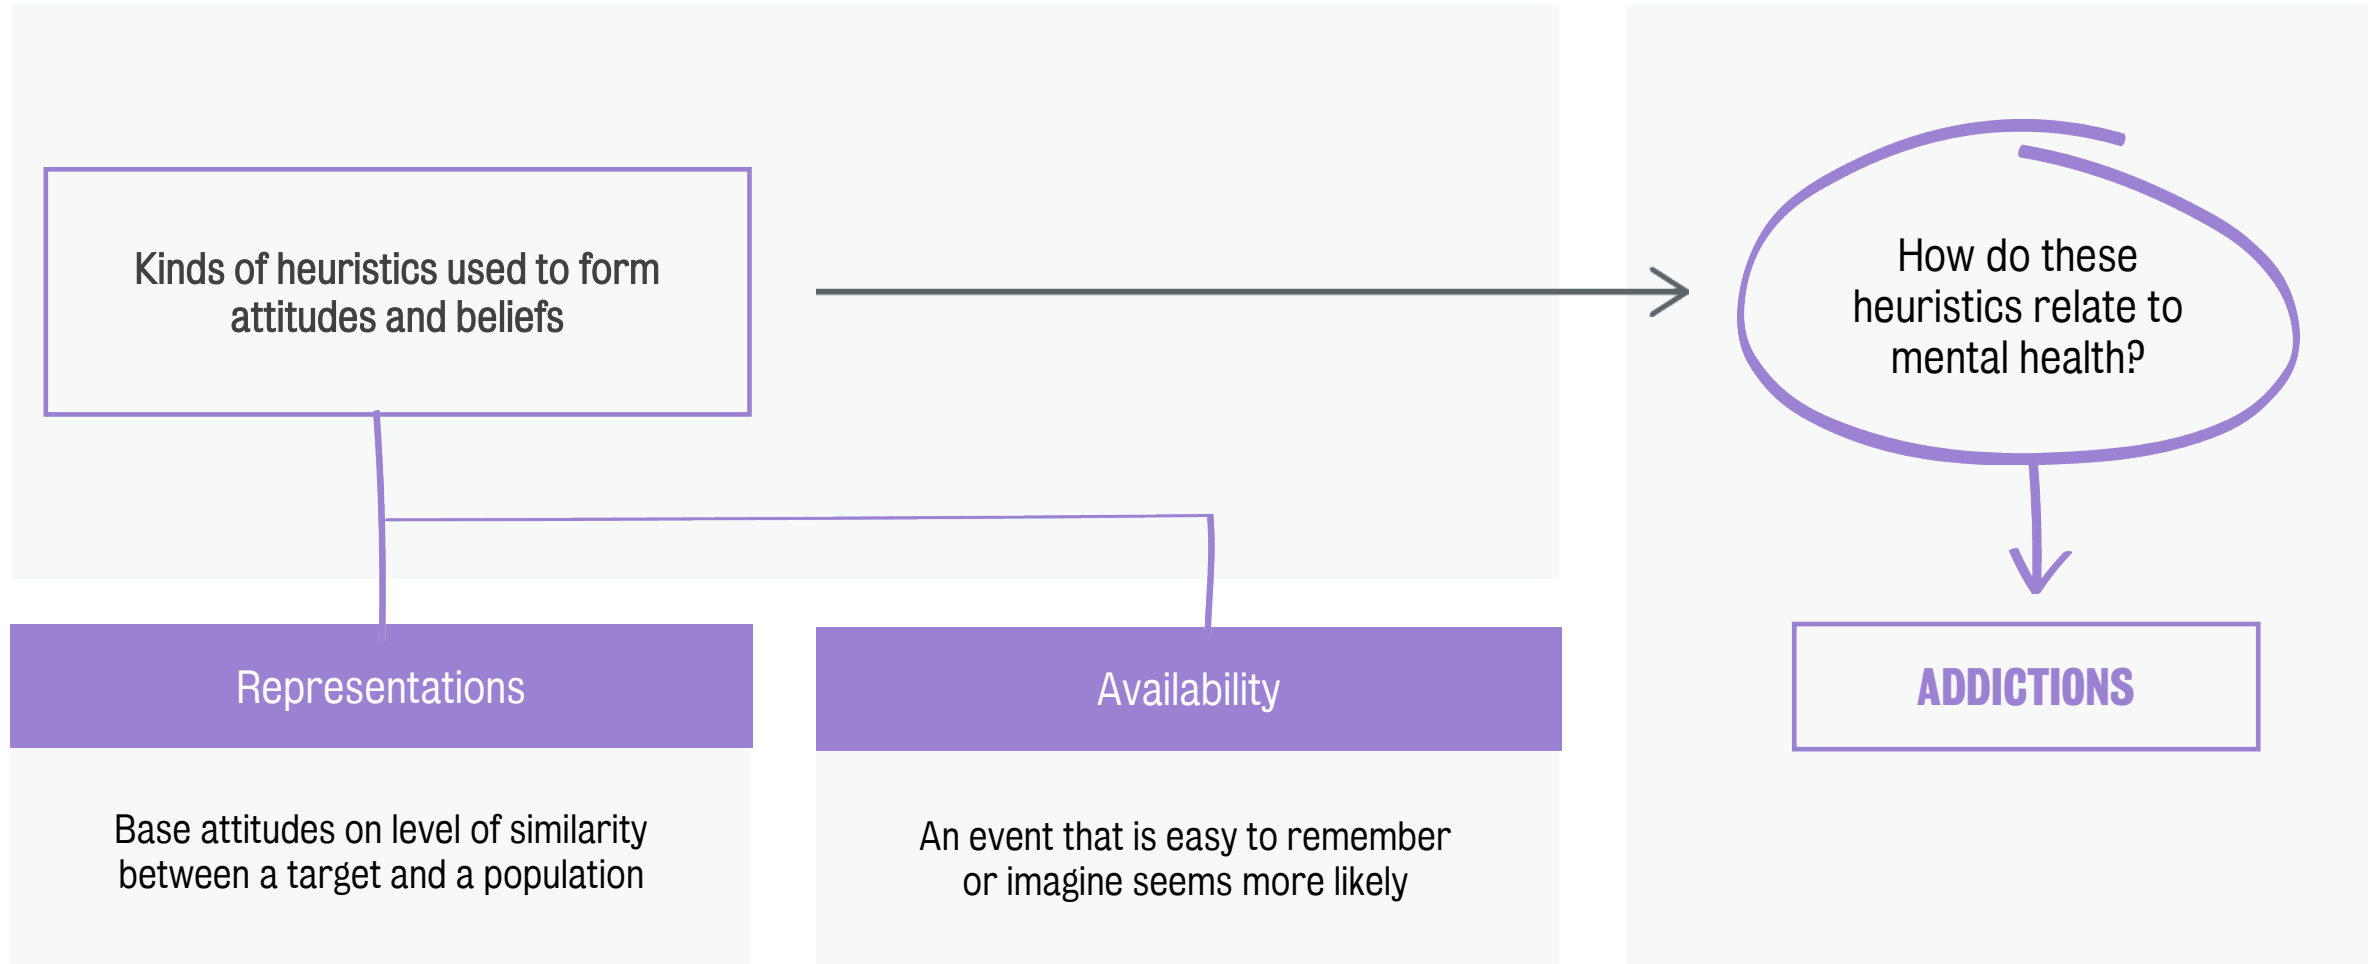 Kinds of heuristics used to form
attitudes and beliefs
How do these
heuristics relate to
mental health?
Representations
Availability
ADDICTIONS
Base attitudes on level of similarity
between a target and a population
An event that is easy to remember
or imagine seems more likely